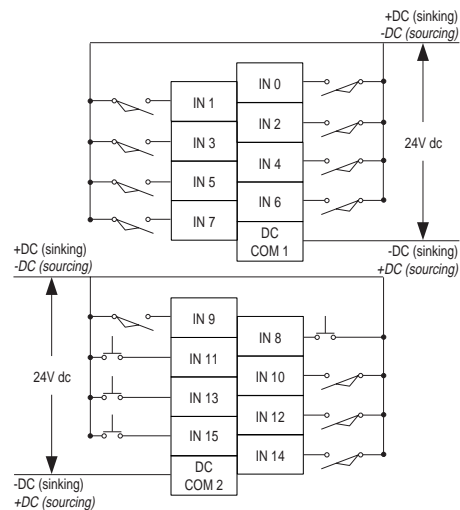 +DC (sinking)
-DC (sourcing)
IN 0
IN 1
IN 2
IN 3
IN 4
24V dc
IN 5
IN 6
IN 7
DC
COM 1
+DC (sinking)
-DC (sourcing)
-DC (sinking)
+DC (sourcing)
IN 9
IN 8
IN 11
24V dc
IN 10
IN 13
IN 12
IN 15
IN 14
DC
COM 2
-DC (sinking)
+DC (sourcing)